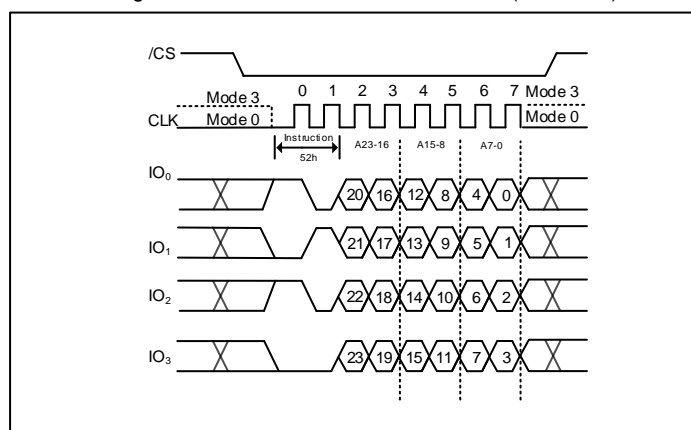 /CS
0 1 2 3 4 5 6 7
Mode 3 Mode 3
CLK Mode 0 Mode 0
Instruction A23-16 A15-8 A7-0
52h
IO₀ 20 16 12 8 4 0
IO₁ 21 17 13 9 5 1
IO₂ 22 18 14 10 6 2
IO₃ 23 19 15 11 7 3